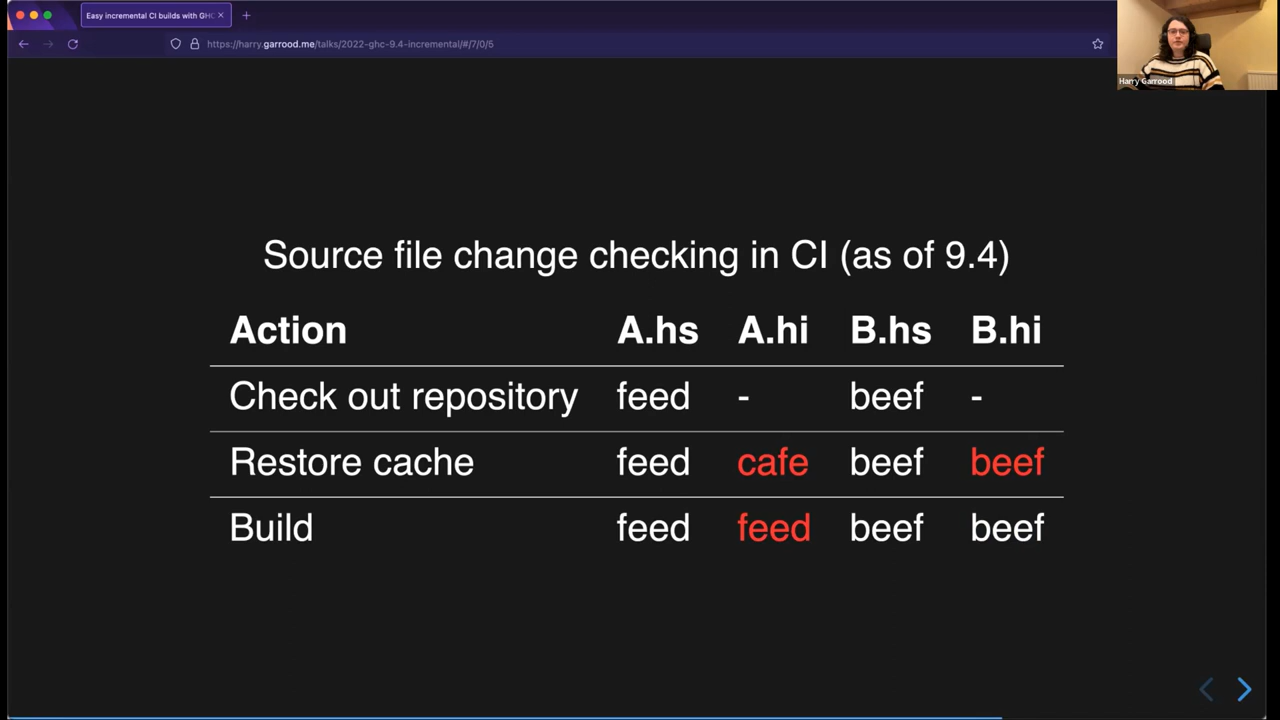 Easy incremental CI builds with GHC
https://harry.garrood.me/talks/2022-ghc-9.4-incremental/#/7/0/5
Harry Garrood
Source file change checking in CI (as of 9.4)
Action A.hs A.hi B.hs B.hi
Check out repository feed - beef -
Restore cache feed cafe beef beef
Build feed feed beef beef